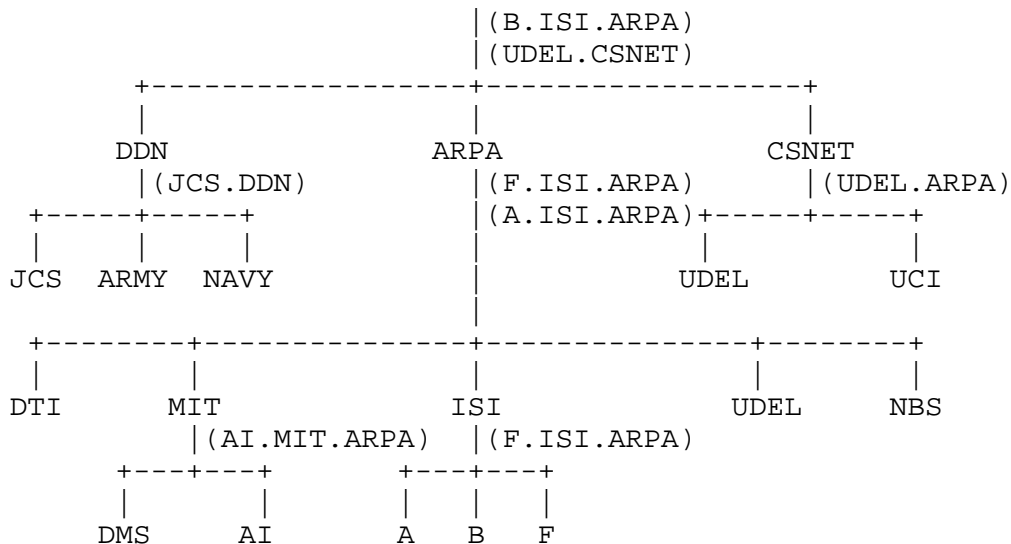 (B.ISI.ARPA)
(UDEL.CSNET)
DDN ARPA CSNET
(JCS.DDN) (F.ISI.ARPA) (UDEL.ARPA)
(A.ISI.ARPA)
JCS ARMY NAVY UDEL UCI
DTI MIT ISI UDEL NBS
(AI.MIT.ARPA) (F.ISI.ARPA)
DMS AI A B F